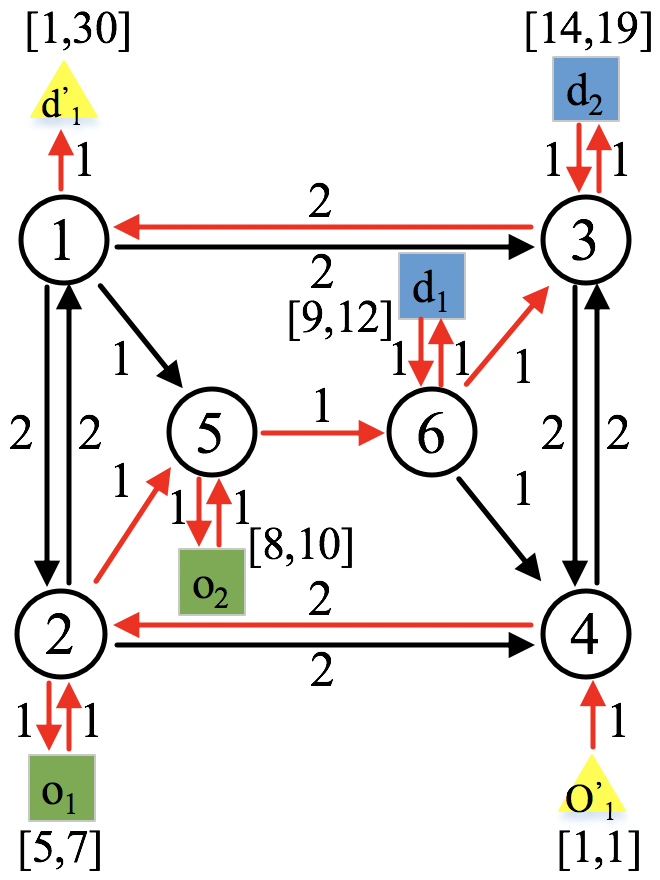 [1,30] [14,19]
d'₁ d₂
1 1 1
2
1 3
2 d₁
[9,12]
1 1 1 1
2 2 5 1 6 2 2
1 1 1 1
[8,10]
o₂
2
2 4
2
1 1 1
o₁ O'₁
[5,7] [1,1]